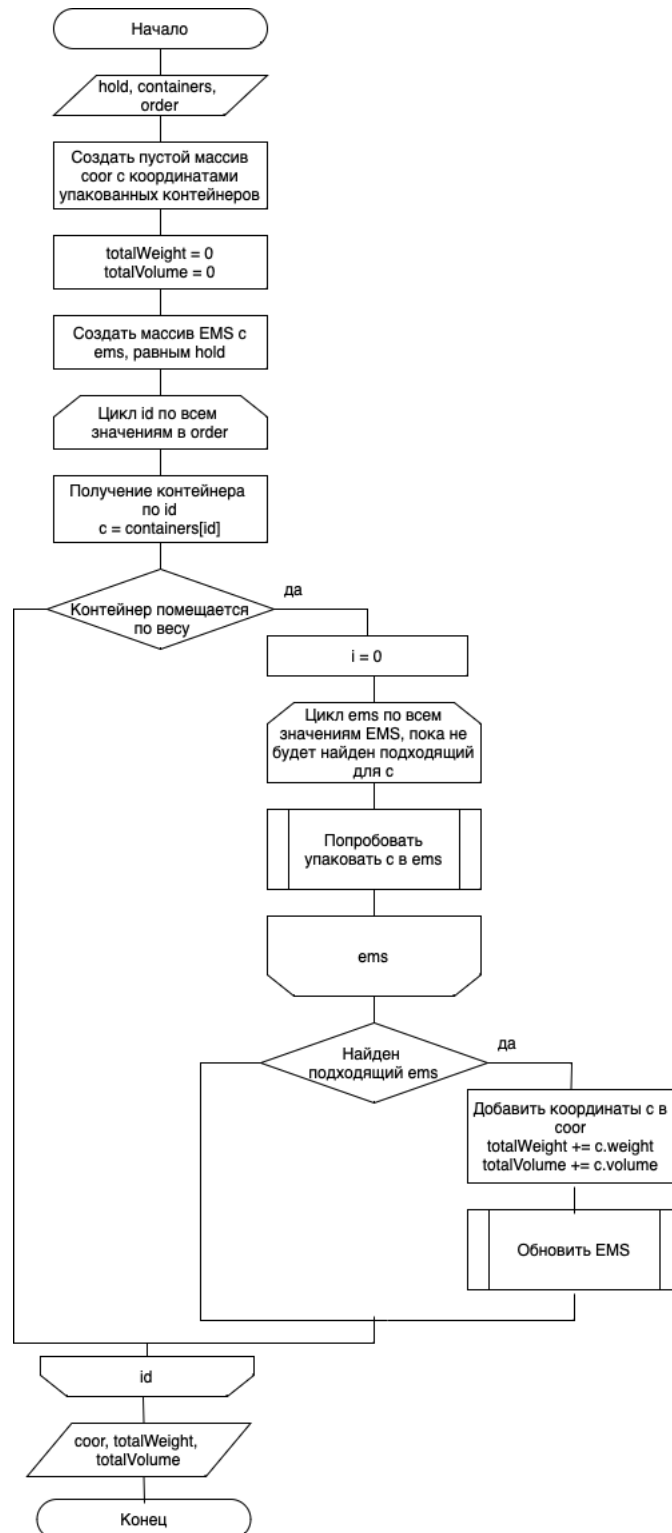 Начало
hold, containers,
order
Создать пустой массив
coor с координатами
упакованных контейнеров
totalWeight = 0
totalVolume = 0
Создать массив EMS с
ems, равным hold
Цикл id по всем
значениям в order
Получение контейнера
по id
c = containers[id]
Контейнер помещается
по весу
да
i = 0
Цикл ems по всем
значениям EMS, пока не
будет найден подходящий
для c
Попробовать
упаковать c в ems
ems
Найден
подходящий ems
да
Добавить координаты c в
coor
totalWeight += c.weight
totalVolume += c.volume
Обновить EMS
id
coor, totalWeight,
totalVolume
Конец